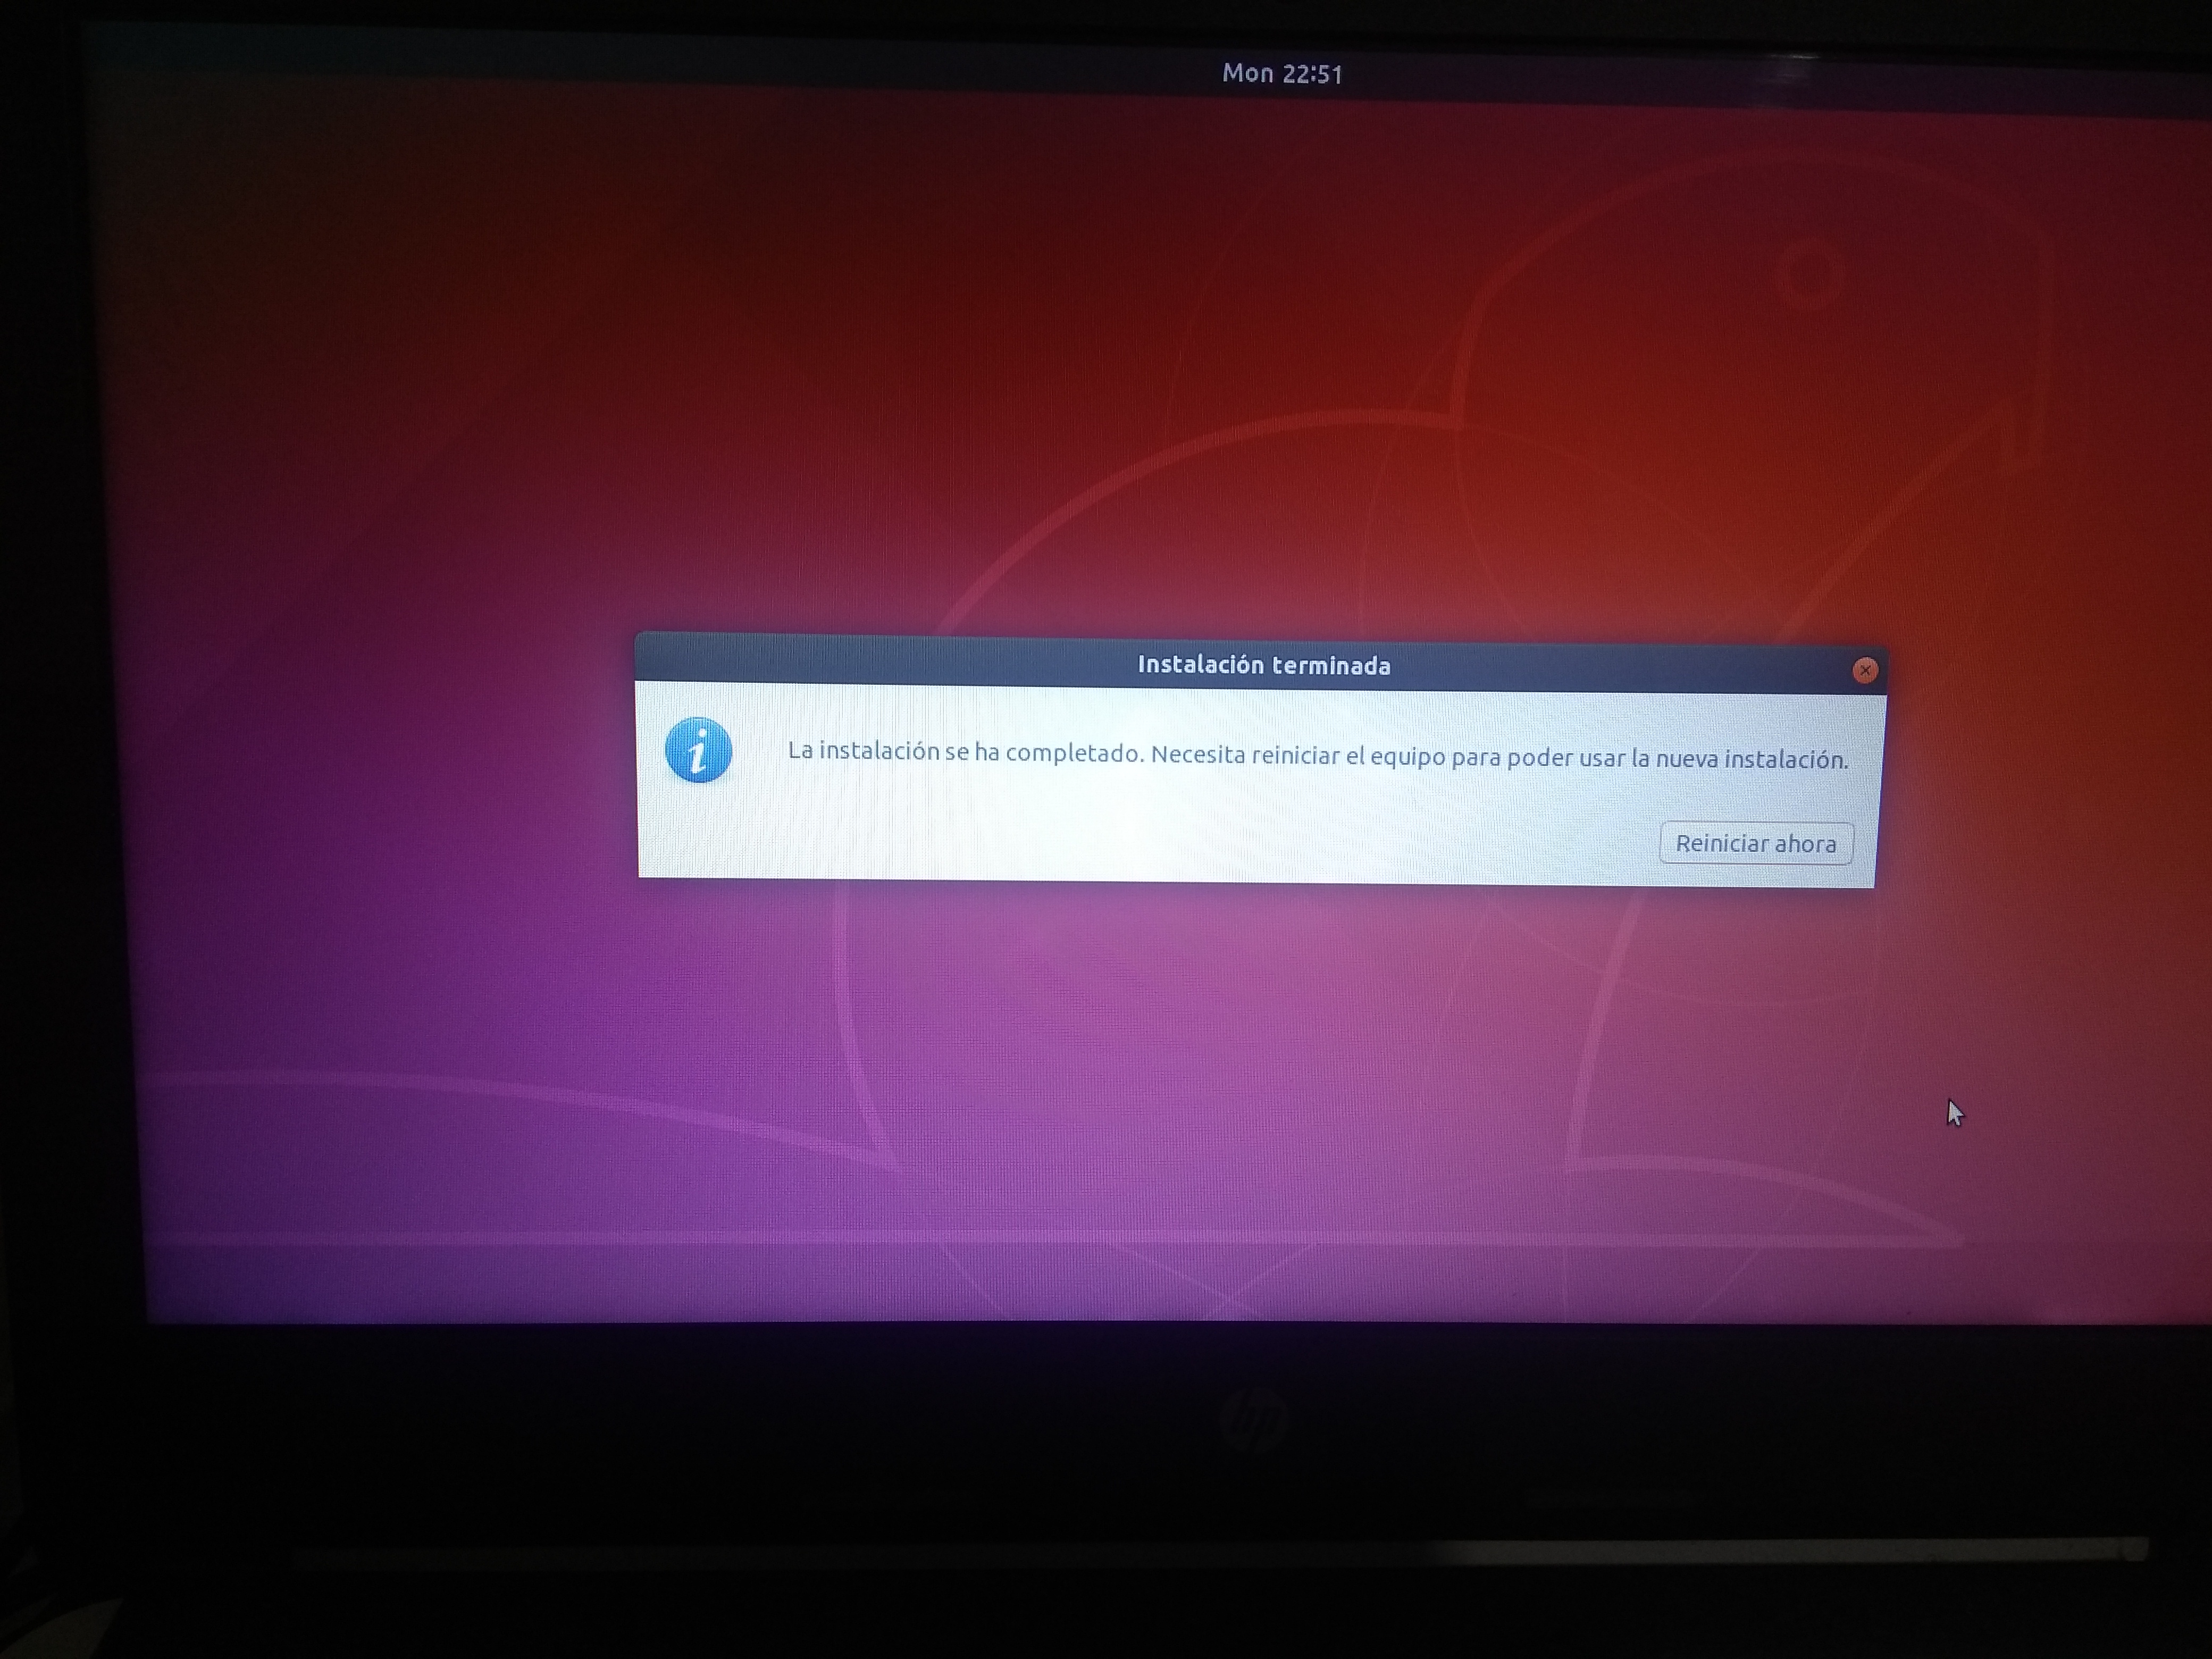 Mon 22:51
Instalación terminada
La instalación se ha completado. Necesita reiniciar el equipo para poder usar la nueva instalación.
Reiniciar ahora
hp